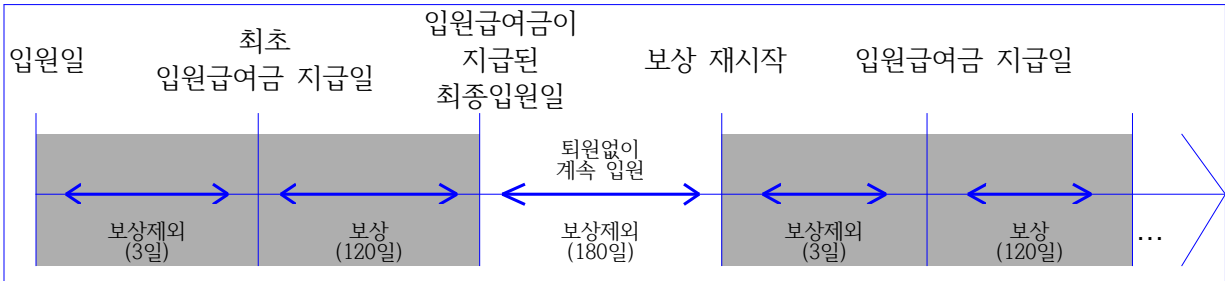 입원일
최초
입원급여금 지급일
입원급여금이
지급된
최종입원일
보상 재시작
입원급여금 지급일
퇴원없이
계속 입원
보상제외
(3일)
보상
(120일)
보상제외
(180일)
보상제외
(3일)
보상
(120일)
...